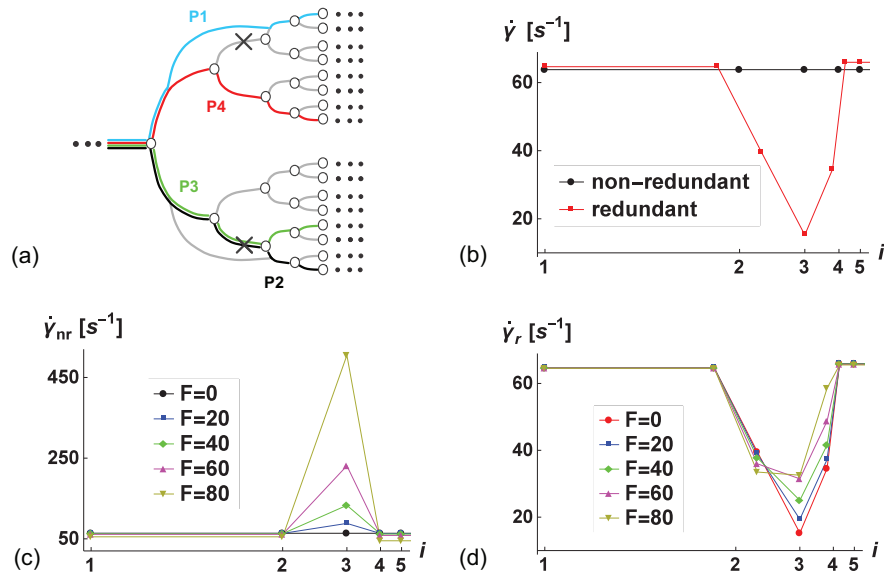 P1
P4
P3
P2
(a)
γ̇ [s⁻¹]
60
40
20
non–redundant
redundant
1 2 3 4 5 i
(b)
γ̇nr [s⁻¹]
450
250
50
F=0
F=20
F=40
F=60
F=80
1 2 3 4 5 i
(c)
γ̇r [s⁻¹]
60
40
20
F=0
F=20
F=40
F=60
F=80
1 2 3 4 5 i
(d)